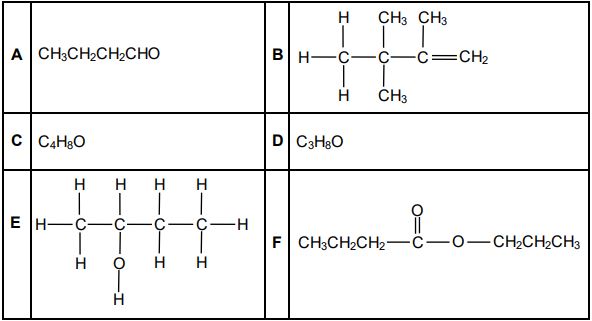 A CH₃CH₂CH₂CHO
B
H CH₃ CH₃
H—C—C—C=CH₂
H CH₃
C C₄H₈O
D C₃H₈O
E
H H H H
H—C—C—C—C—H
H O H H
H
F
O
CH₃CH₂CH₂—C—O—CH₂CH₂CH₃